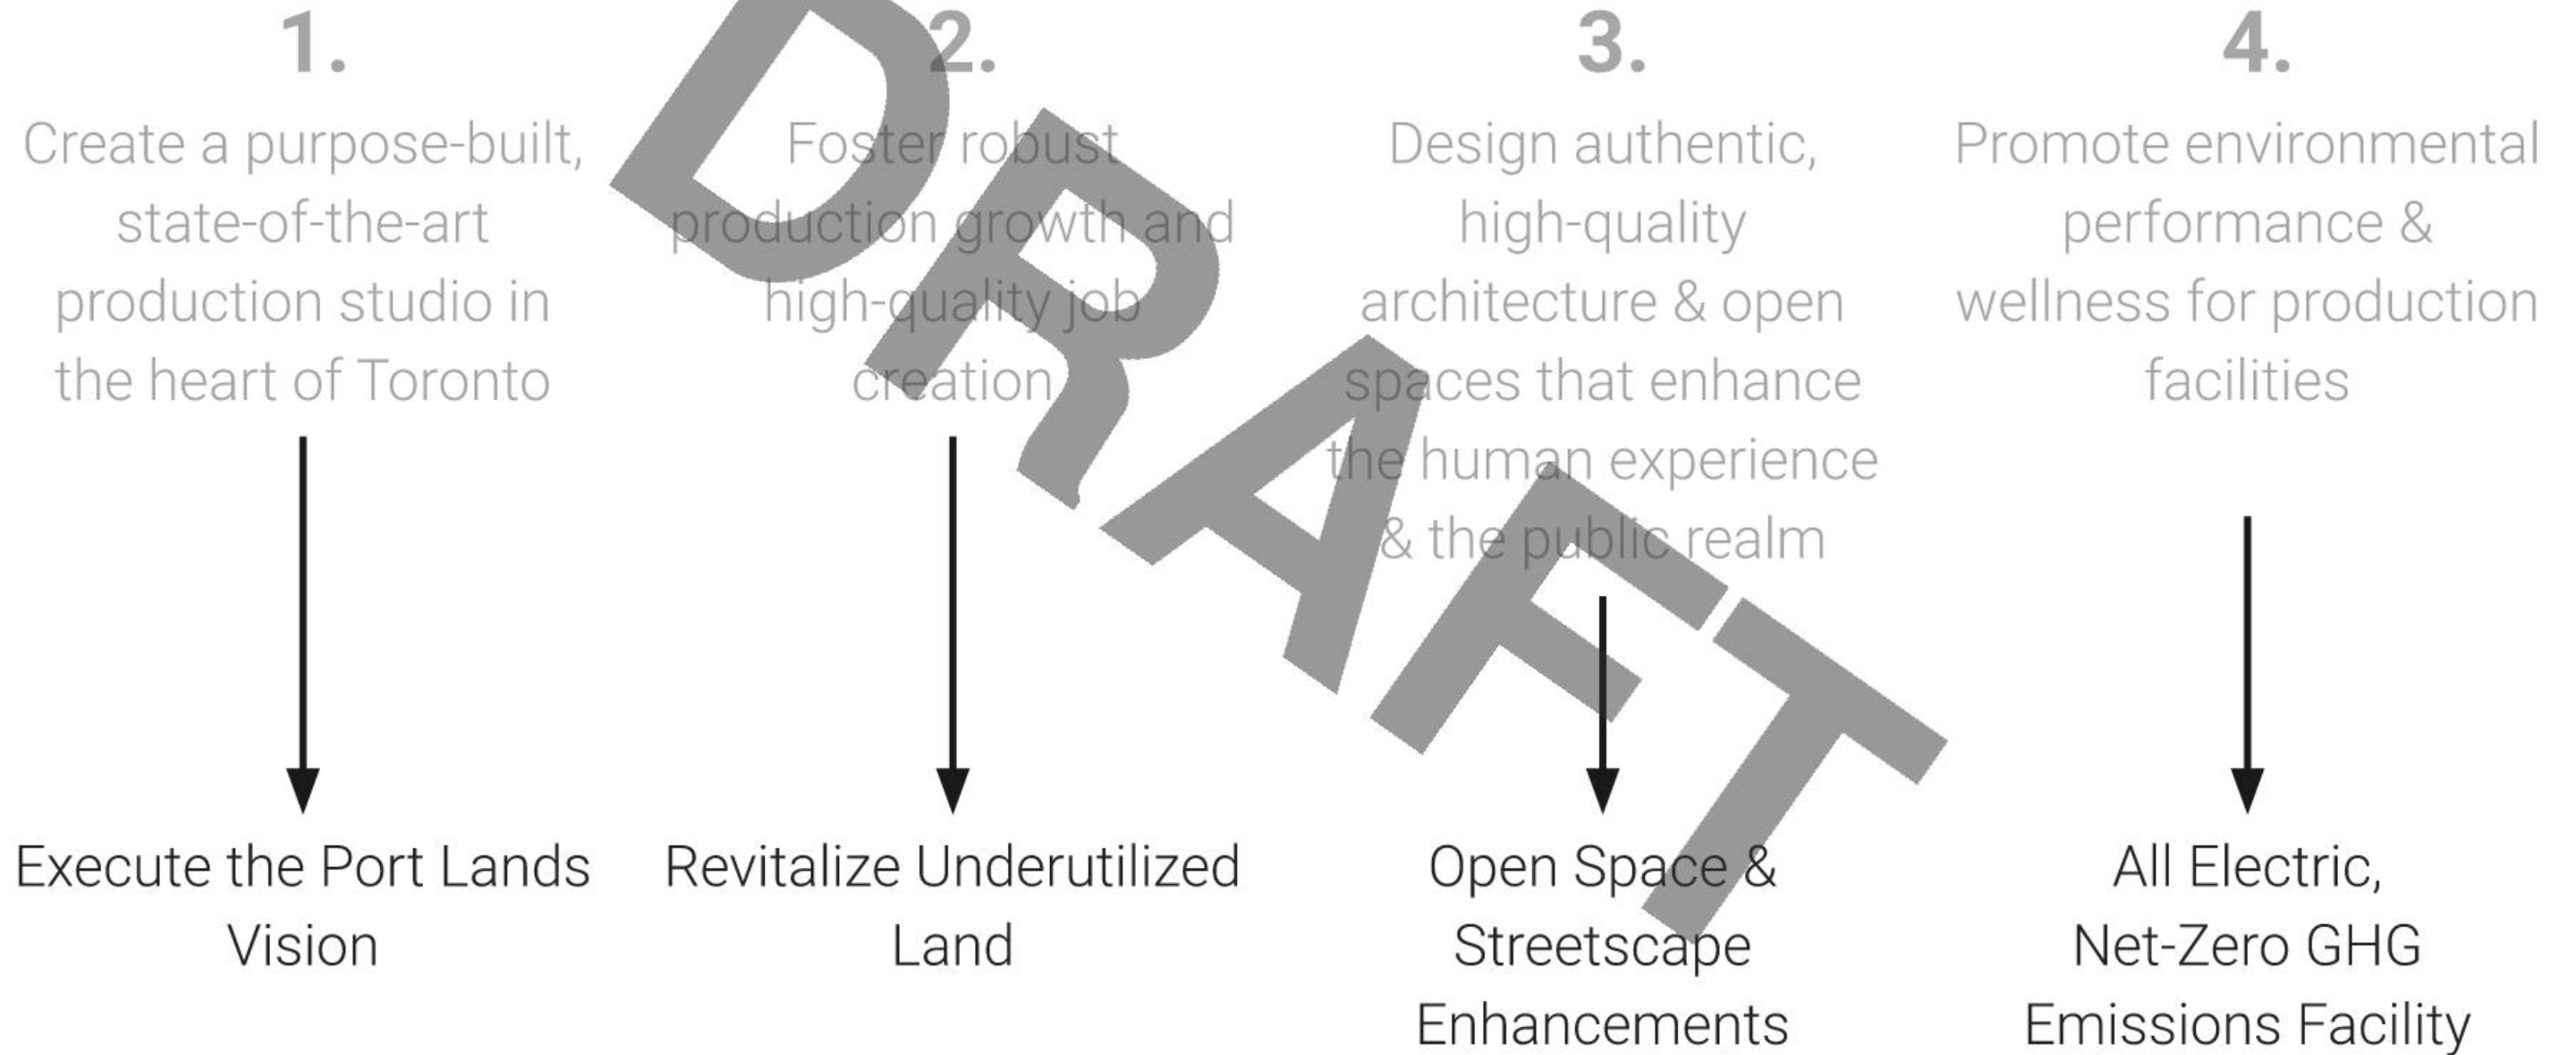 1.
Create a purpose-built,
state-of-the-art
production studio in
the heart of Toronto
Execute the Port Lands
Vision
2.
Foster robust
production growth and
high-quality job
creation
Revitalize Underutilized
Land
3.
Design authentic,
high-quality
architecture & open
spaces that enhance
the human experience
& the public realm
Open Space &
Streetscape
Enhancements
4.
Promote environmental
performance &
wellness for production
facilities
All Electric,
Net-Zero GHG
Emissions Facility
DRAFT